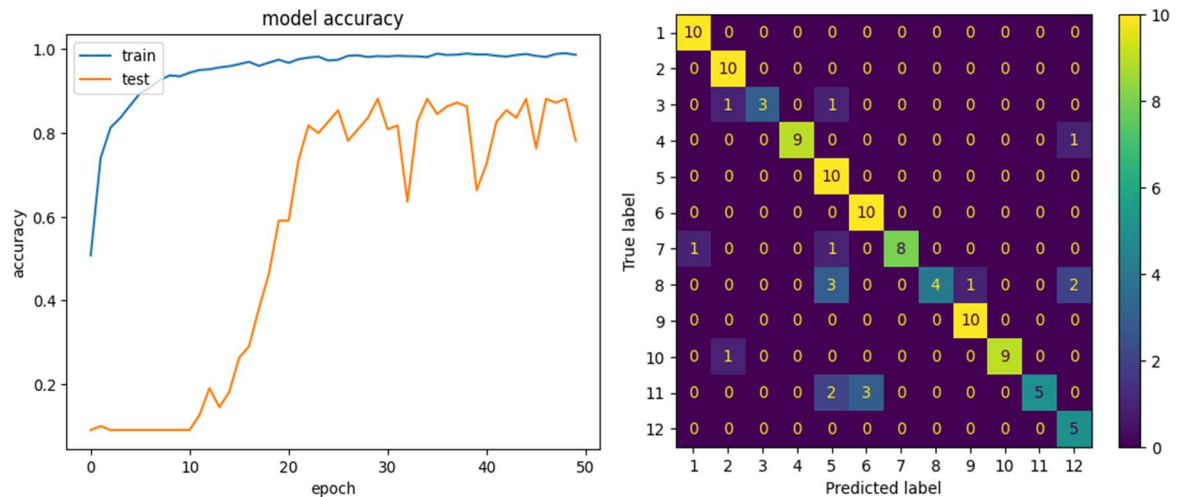 model accuracy
train
test
1.0
0.8
0.6
0.4
0.2
accuracy
0 10 20 30 40 50
epoch
True label
1 10 0 0 0 0 0 0 0 0 0 0 0
2 0 10 0 0 0 0 0 0 0 0 0 0
3 0 1 3 0 1 0 0 0 0 0 0 0
4 0 0 0 9 0 0 0 0 0 0 0 1
5 0 0 0 0 10 0 0 0 0 0 0 0
6 0 0 0 0 0 10 0 0 0 0 0 0
7 1 0 0 0 1 0 8 0 0 0 0 0
8 0 0 0 0 3 0 0 4 1 0 0 2
9 0 0 0 0 0 0 0 0 10 0 0 0
10 0 1 0 0 0 0 0 0 0 9 0 0
11 0 0 0 0 2 3 0 0 0 0 5 0
12 0 0 0 0 0 0 0 0 0 0 0 5
1 2 3 4 5 6 7 8 9 10 11 12
Predicted label
10
8
6
4
2
0